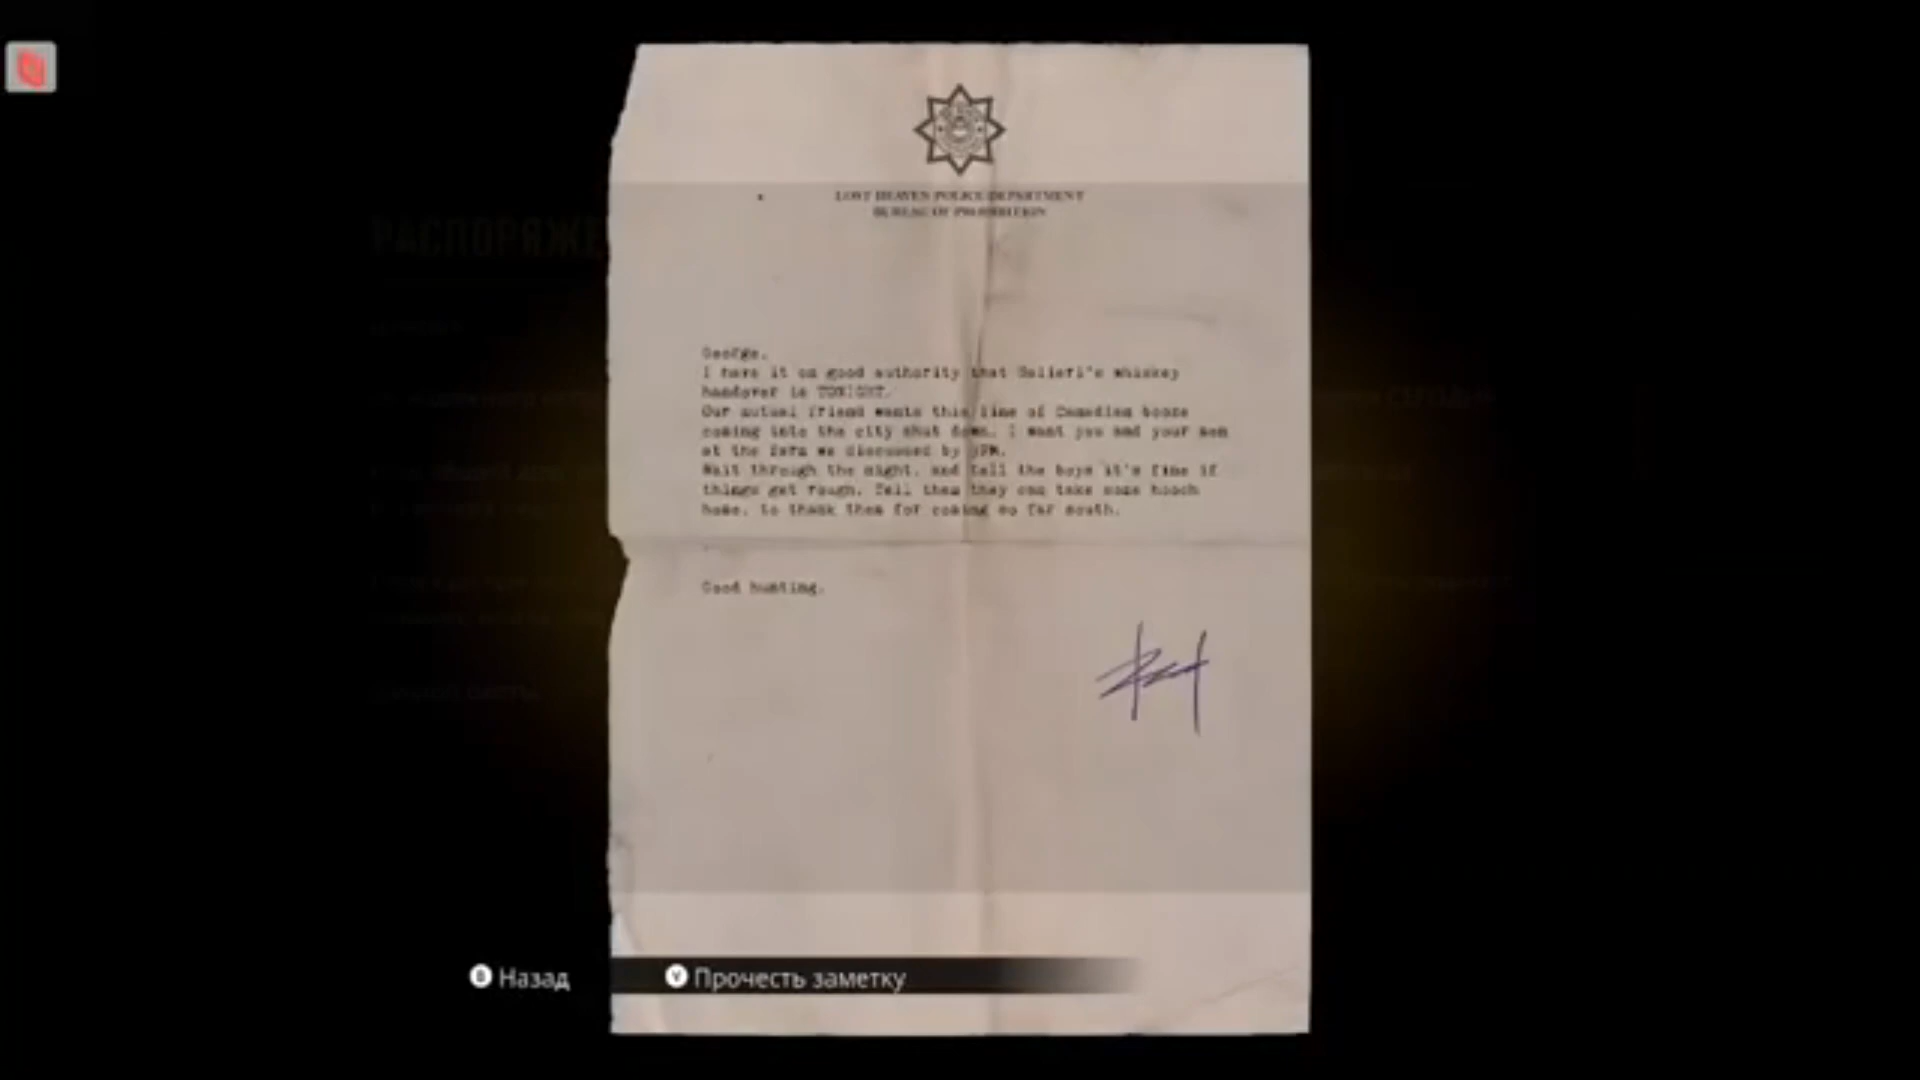 LOST HEAVEN POLICE DEPARTMENT
BUREAU OF PROHIBITION
РАСПОРЯЖЕ
George,
I have it on good authority that Salieri's whiskey
handover is TONIGHT.
Our mutual friend wants this line of Canadian booze
coming into the city shut down. I want you and your men
at the farm we discussed by PM.
Wait through the night, and tell the boys it's fine if
things get rough. Tell them they can take some hooch
home, to thank them for coming so far south.
Good hunting.
B Назад
Y Прочесть заметку